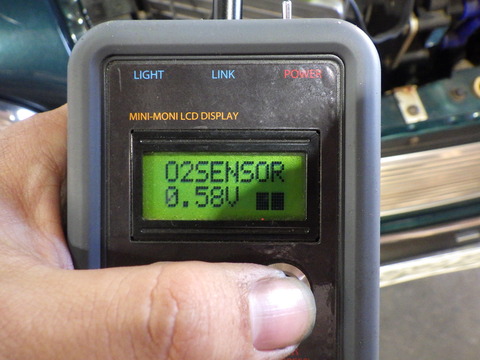 LIGHT LINK POWER
MINI-MONI LCD DISPLAY
O2SENSOR
0.58V